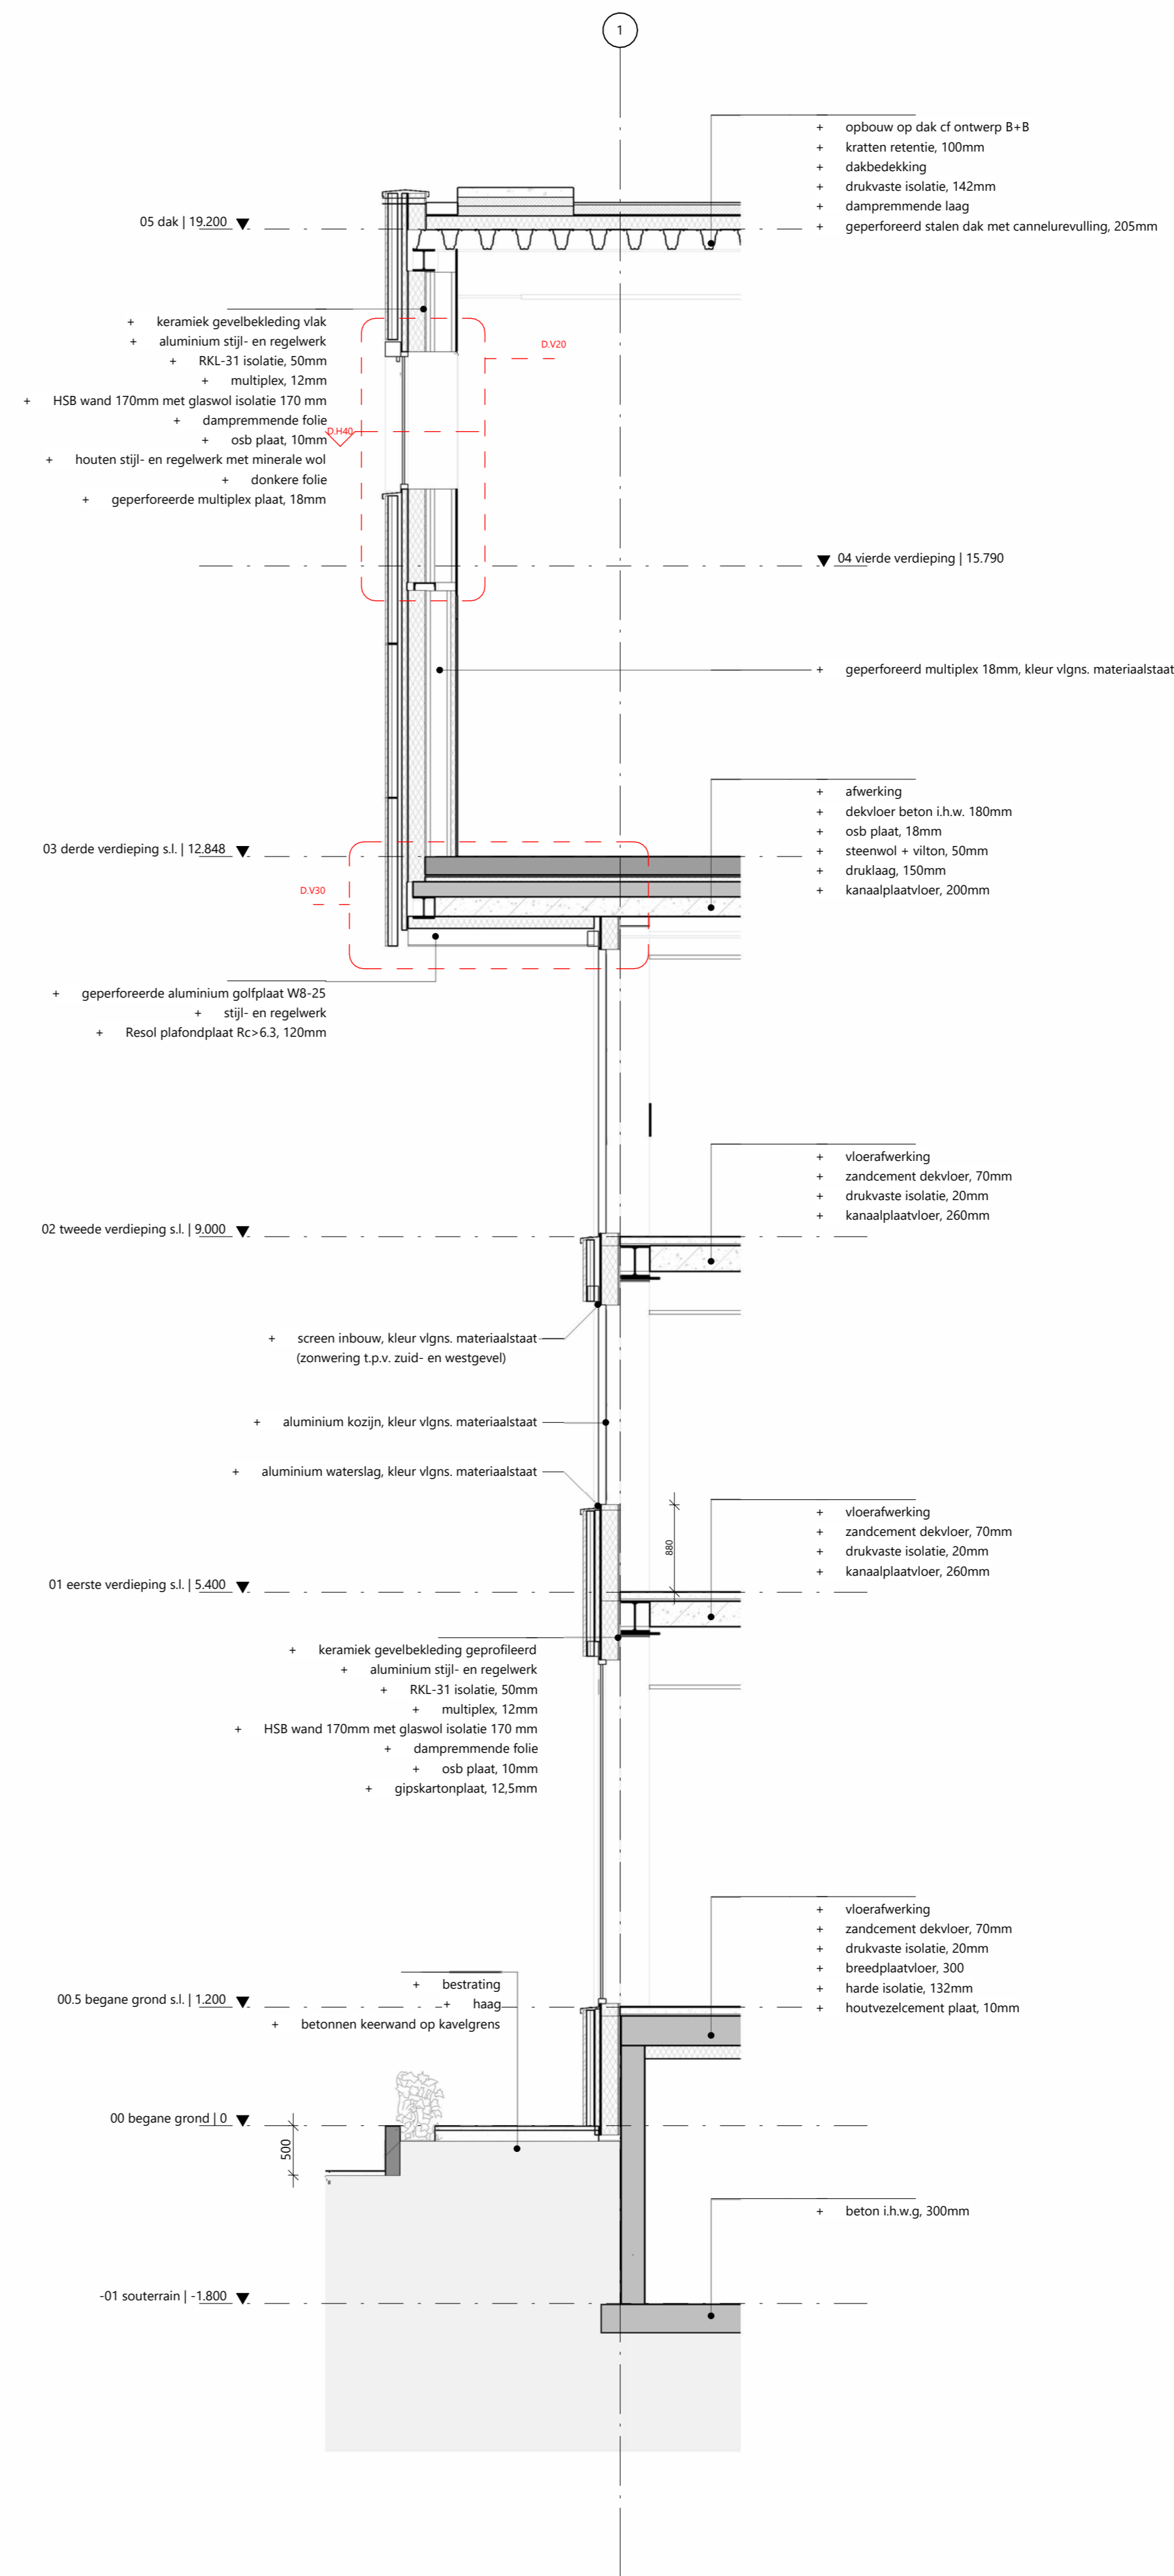 1
+ opbouw op dak cf ontwerp B+B
+ kratten retentie, 100mm
+ dakbedekking
+ drukvaste isolatie, 142mm
+ dampremmende laag
+ geperforeerd stalen dak met cannelurevulling, 205mm
05 dak | 19.200
+ keramiek gevelbekleding vlak
+ aluminium stijl- en regelwerk
+ RKL-31 isolatie, 50mm
+ multiplex, 12mm
+ HSB wand 170mm met glaswol isolatie 170 mm
+ dampremmende folie
+ osb plaat, 10mm
+ houten stijl- en regelwerk met minerale wol
+ donkere folie
+ geperforeerde multiplex plaat, 18mm
D.V20
D.H40
04 vierde verdieping | 15.790
+ geperforeerd multiplex 18mm, kleur vlgns. materiaalstaat
+ afwerking
+ dekvloer beton i.h.w. 180mm
+ osb plaat, 18mm
+ steenwol + vilton, 50mm
+ druklaag, 150mm
+ kanaalplaatvloer, 200mm
03 derde verdieping s.l. | 12.848
D.V30
+ geperforeerde aluminium golfplaat W8-25
+ stijl- en regelwerk
+ Resol plafondplaat Rc>6.3, 120mm
+ vloerafwerking
+ zandcement dekvloer, 70mm
+ drukvaste isolatie, 20mm
+ kanaalplaatvloer, 260mm
02 tweede verdieping s.l. | 9.000
+ screen inbouw, kleur vlgns. materiaalstaat
(zonwering t.p.v. zuid- en westgevel)
+ aluminium kozijn, kleur vlgns. materiaalstaat
+ aluminium waterslag, kleur vlgns. materiaalstaat
880
+ vloerafwerking
+ zandcement dekvloer, 70mm
+ drukvaste isolatie, 20mm
+ kanaalplaatvloer, 260mm
01 eerste verdieping s.l. | 5.400
+ keramiek gevelbekleding geprofileerd
+ aluminium stijl- en regelwerk
+ RKL-31 isolatie, 50mm
+ multiplex, 12mm
+ HSB wand 170mm met glaswol isolatie 170 mm
+ dampremmende folie
+ osb plaat, 10mm
+ gipskartonplaat, 12,5mm
+ vloerafwerking
+ zandcement dekvloer, 70mm
+ drukvaste isolatie, 20mm
+ breedplaatvloer, 300
+ harde isolatie, 132mm
+ houtvezelcement plaat, 10mm
+ bestrating
+ haag
+ betonnen keerwand op kavelgrens
00.5 begane grond s.l. | 1.200
00 begane grond | 0
500
+ beton i.h.w.g, 300mm
-01 souterrain | -1.800